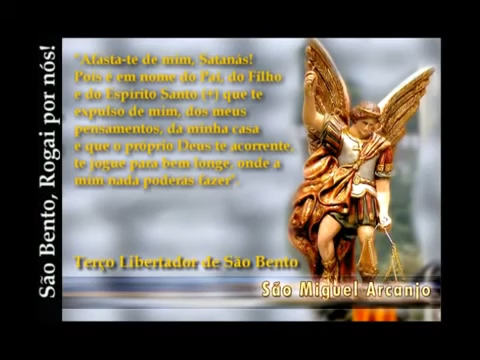 São Bento, Rogai por nós!
"Afasta-te de mim, Satanás!
Pois é em nome do Pai, do Filho
e do Espírito Santo (+) que te
expulso de mim, dos meus
pensamentos, da minha casa
e que o próprio Deus te acorrente,
te jogue para bem longe, onde a
mim nada poderás fazer".
Terço Libertador de São Bento
São Miguel Arcanjo